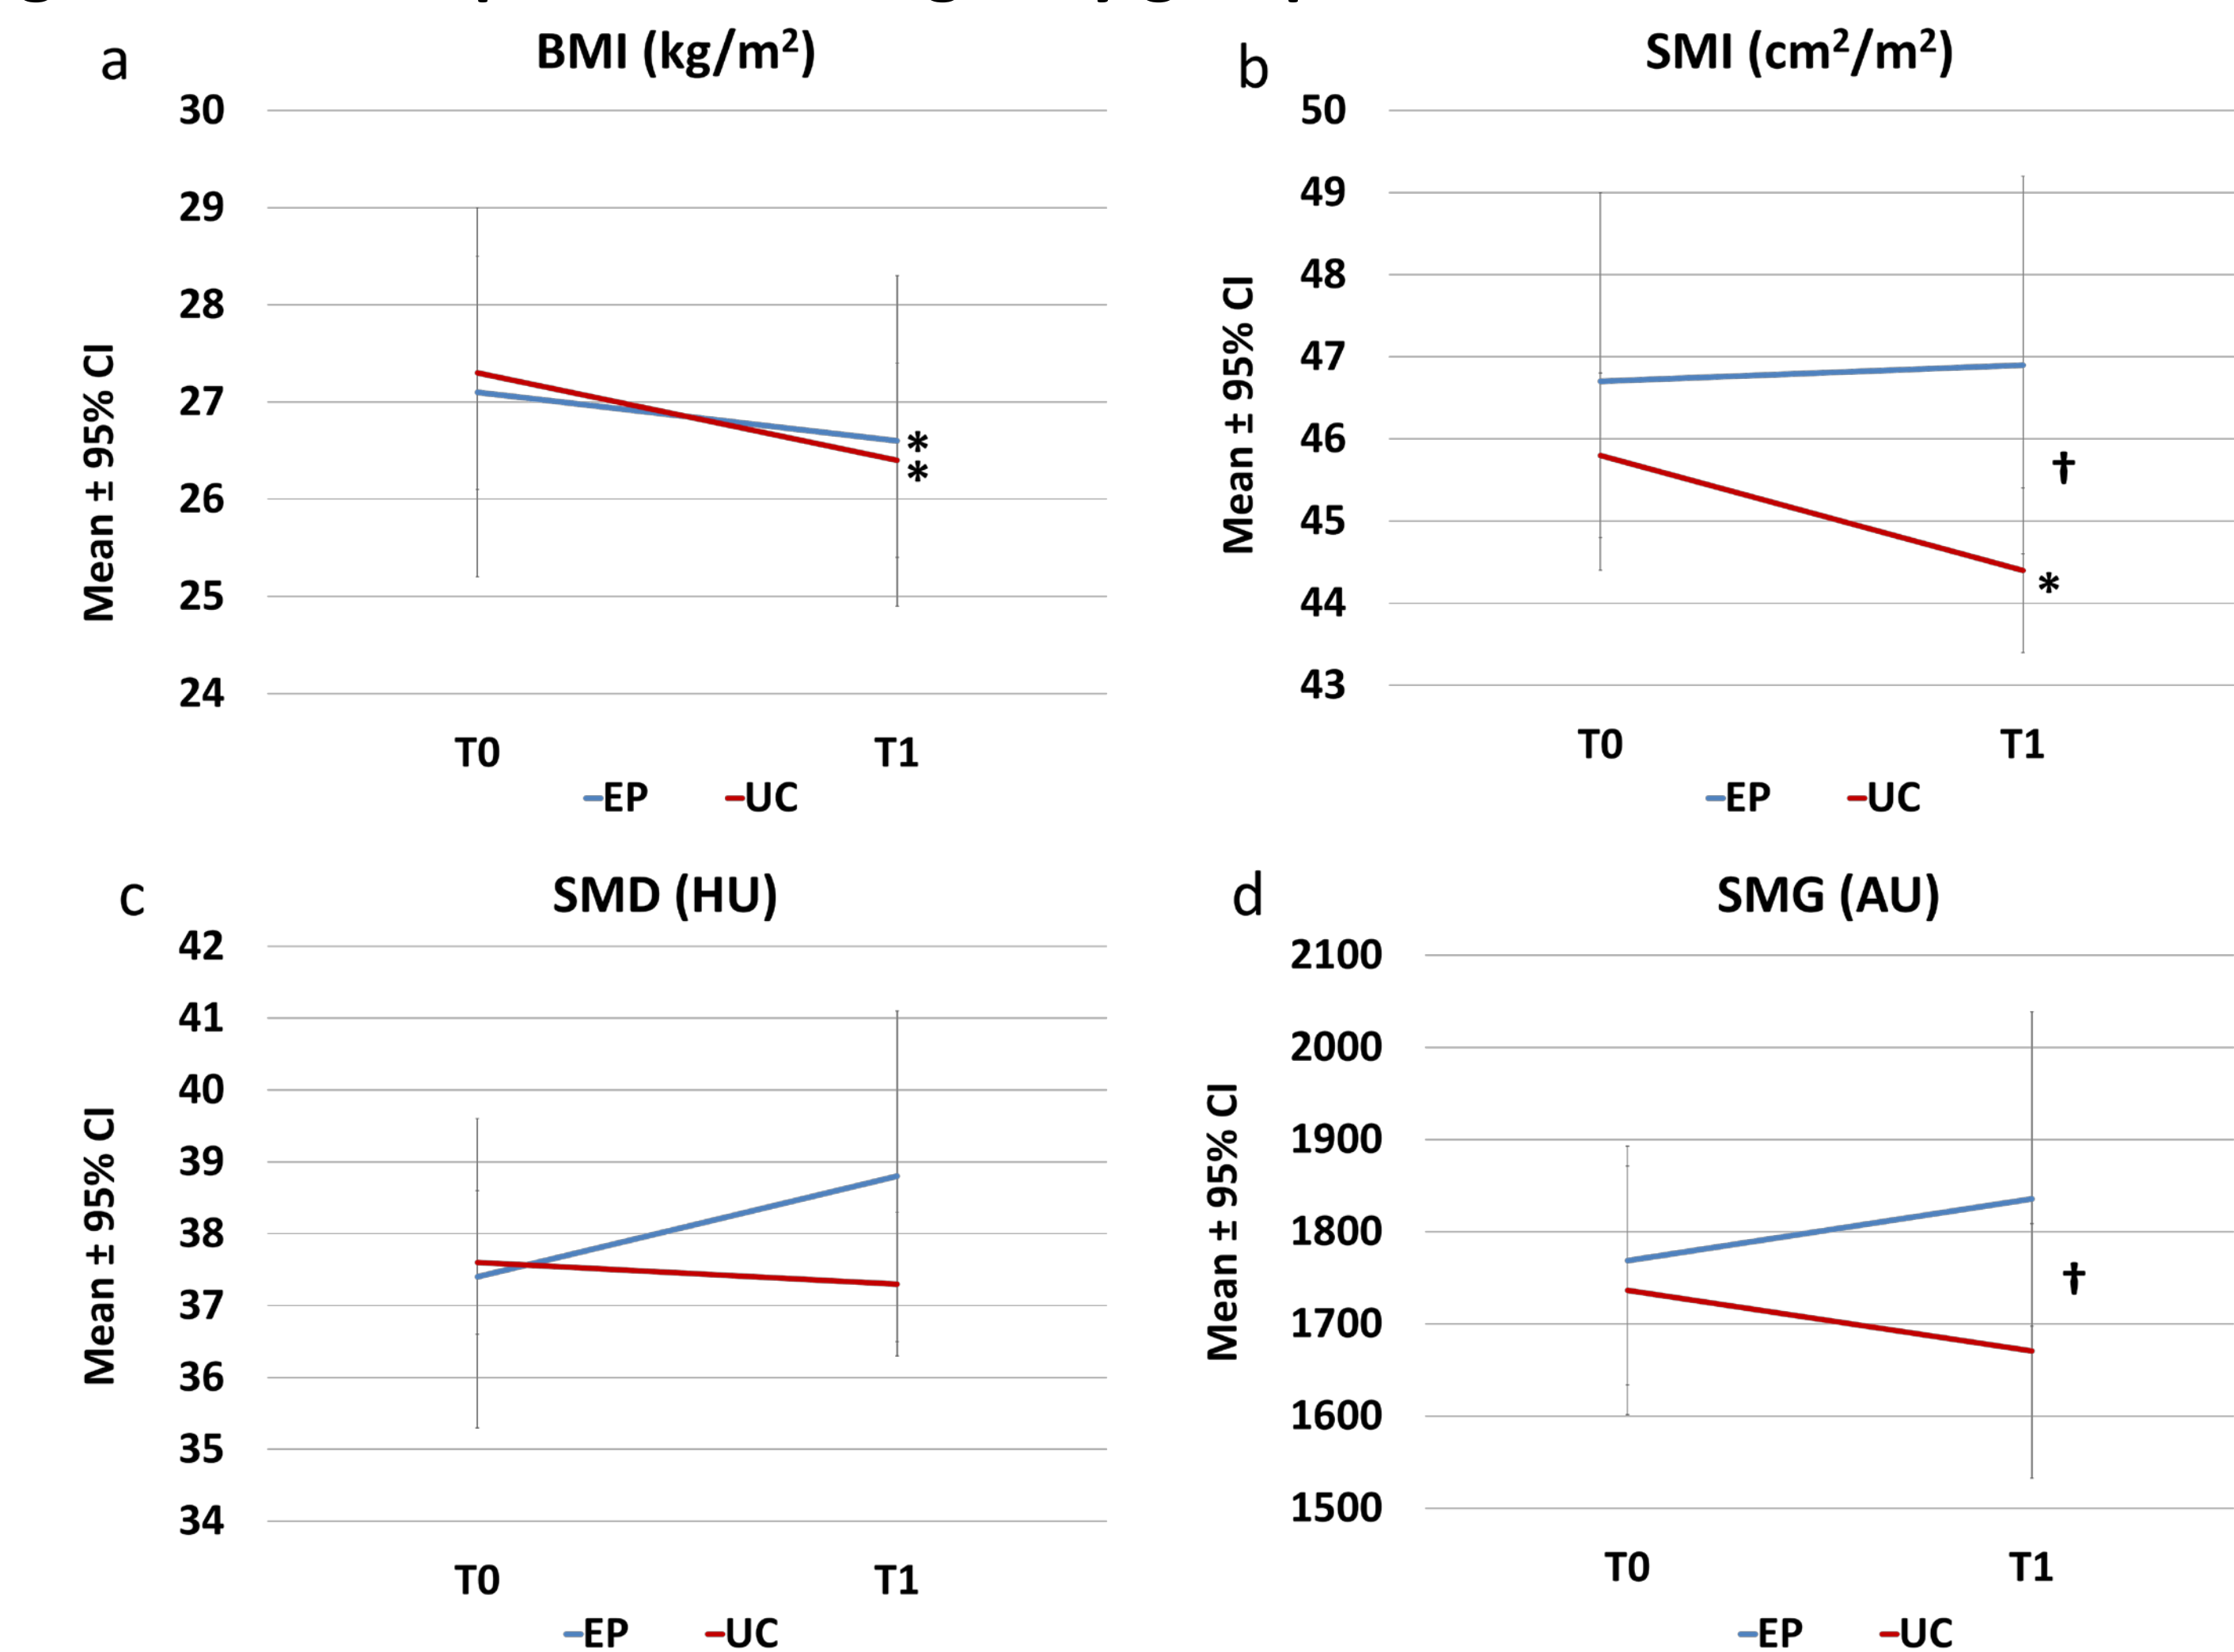 a
BMI (kg/m²)
30
29
28
27
26
25
24
Mean ± 95% CI
*
*
T0 T1
EP UC
b
SMI (cm²/m²)
50
49
48
47
46
45
44
43
Mean ± 95% CI
†
*
T0 T1
EP UC
c
SMD (HU)
42
41
40
39
38
37
36
35
34
Mean ± 95% CI
T0 T1
EP UC
d
SMG (AU)
2100
2000
1900
1800
1700
1600
1500
Mean ± 95% CI
†
T0 T1
EP UC